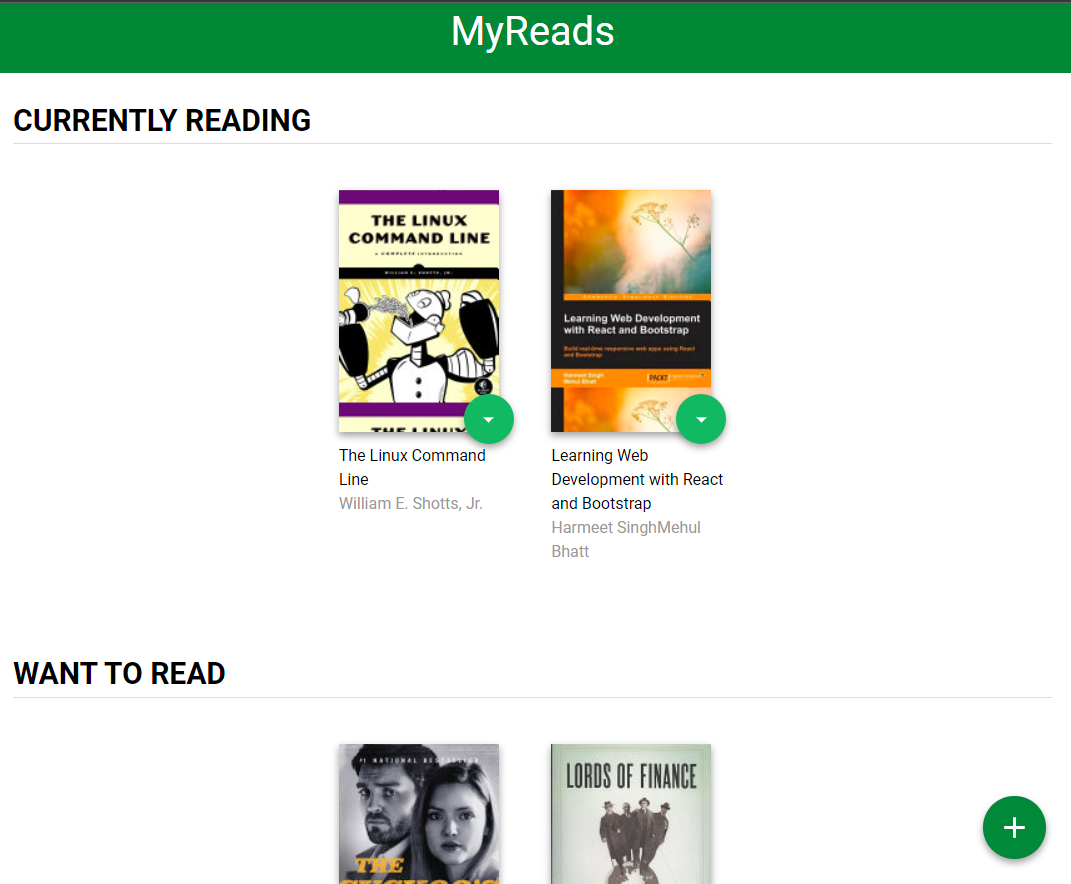 MyReads
CURRENTLY READING
THE LINUX
COMMAND LINE
A COMPLETE INTRODUCTION
WILLIAM E. SHOTTS, JR.
THE LINUX
Learning Web Development
with React and Bootstrap
Build real-time responsive web apps using React
and Bootstrap
Harmeet Singh
Mehul Bhatt
PACKT
The Linux Command
Line
William E. Shotts, Jr.
Learning Web
Development with React
and Bootstrap
Harmeet SinghMehul
Bhatt
WANT TO READ
#1 NATIONAL BESTSELLER
THE
CUCKOO'S
LORDS OF FINANCE